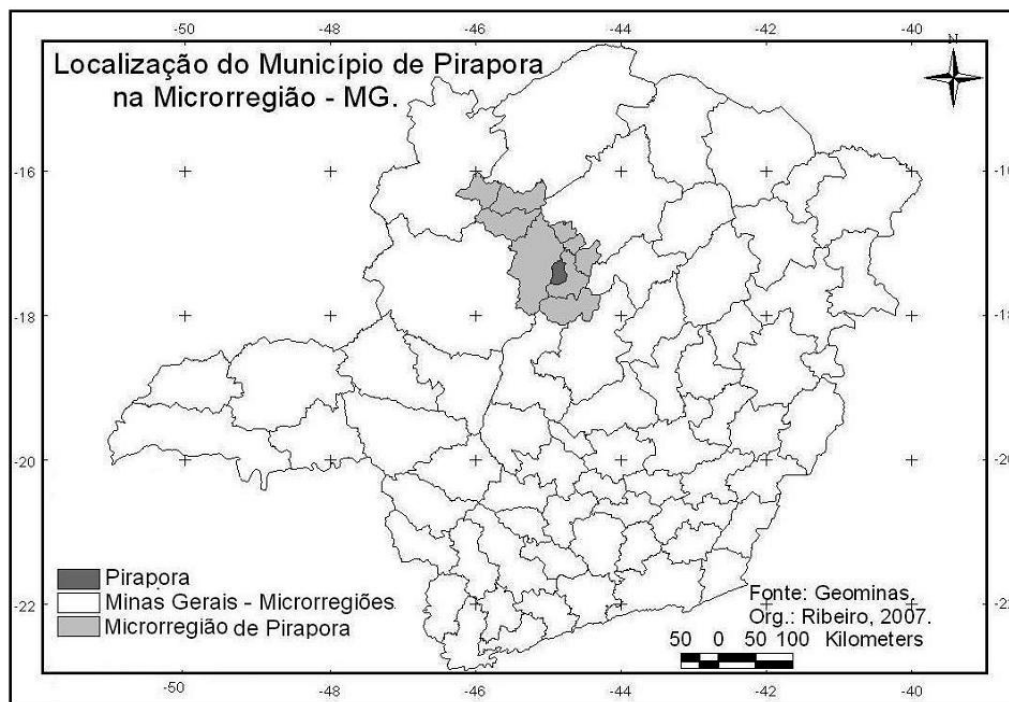 -50 -48 -46 -44 -42 -40
Localização do Município de Pirapora
na Microrregião - MG.
N
-16
-18
-20
-22
Pirapora
Minas Gerais - Microrregiões
Microrregião de Pirapora
Fonte: Geominas,
Org.: Ribeiro, 2007.
50 0 50 100 Kilometers
-50 -48 -46 -44 -42 -40